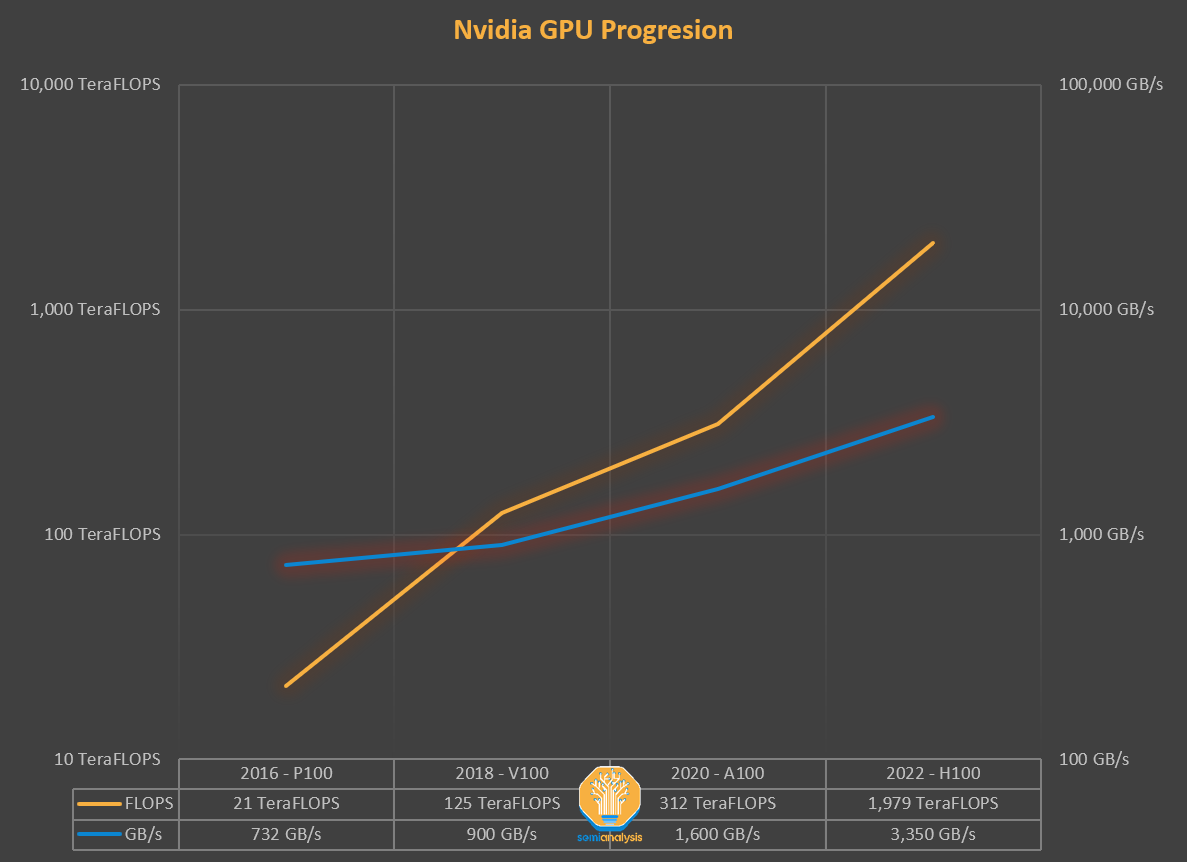 Nvidia GPU Progresion
10,000 TeraFLOPS 100,000 GB/s
1,000 TeraFLOPS 10,000 GB/s
100 TeraFLOPS 1,000 GB/s
10 TeraFLOPS 100 GB/s
2016 - P100 2018 - V100 2020 - A100 2022 - H100
FLOPS 21 TeraFLOPS 125 TeraFLOPS 312 TeraFLOPS 1,979 TeraFLOPS
GB/s 732 GB/s 900 GB/s 1,600 GB/s 3,350 GB/s
semianalysis